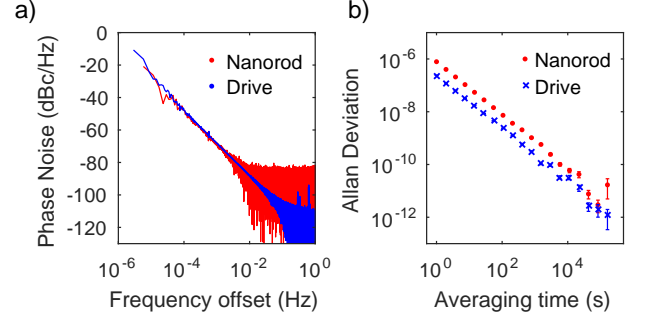 a)
Phase Noise (dBc/Hz)
0
-20
-40
-60
-80
-100
-120
Nanorod
Drive
10^-6
10^-4
10^-2
10^0
Frequency offset (Hz)
b)
Allan Deviation
10^-6
10^-8
10^-10
10^-12
Nanorod
Drive
10^0
10^2
10^4
Averaging time (s)